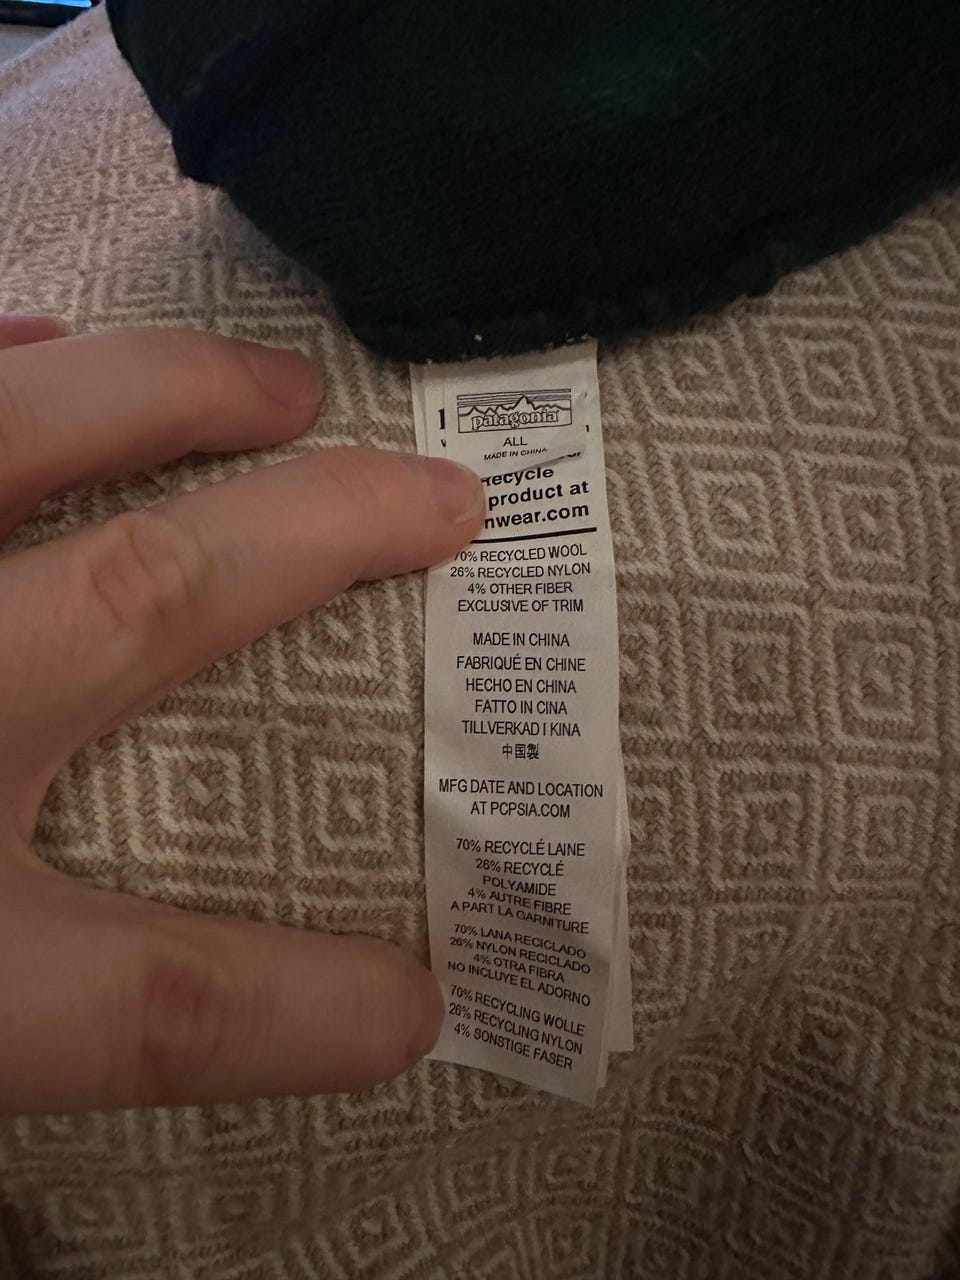 patagonia
ALL
MADE IN CHINA
recycle
product at
nwear.com
70% RECYCLED WOOL
26% RECYCLED NYLON
4% OTHER FIBER
EXCLUSIVE OF TRIM
MADE IN CHINA
FABRIQUÉ EN CHINE
HECHO EN CHINA
FATTO IN CINA
TILLVERKAD I KINA
中国製
MFG DATE AND LOCATION
AT PCPSIA.COM
70% RECYCLÉ LAINE
26% RECYCLÉ
POLYAMIDE
4% AUTRE FIBRE
A PART LA GARNITURE
70% LANA RECICLADO
26% NYLON RECICLADO
4% OTRA FIBRA
NO INCLUYE EL ADORNO
70% RECYCLING WOLLE
26% RECYCLING NYLON
4% SONSTIGE FASER